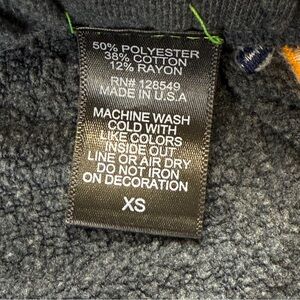 50% POLYESTER
38% COTTON
12% RAYON
RN# 128549
MADE IN U.S.A
MACHINE WASH
COLD WITH
LIKE COLORS
INSIDE OUT
LINE OR AIR DRY
DO NOT IRON
ON DECORATION
XS